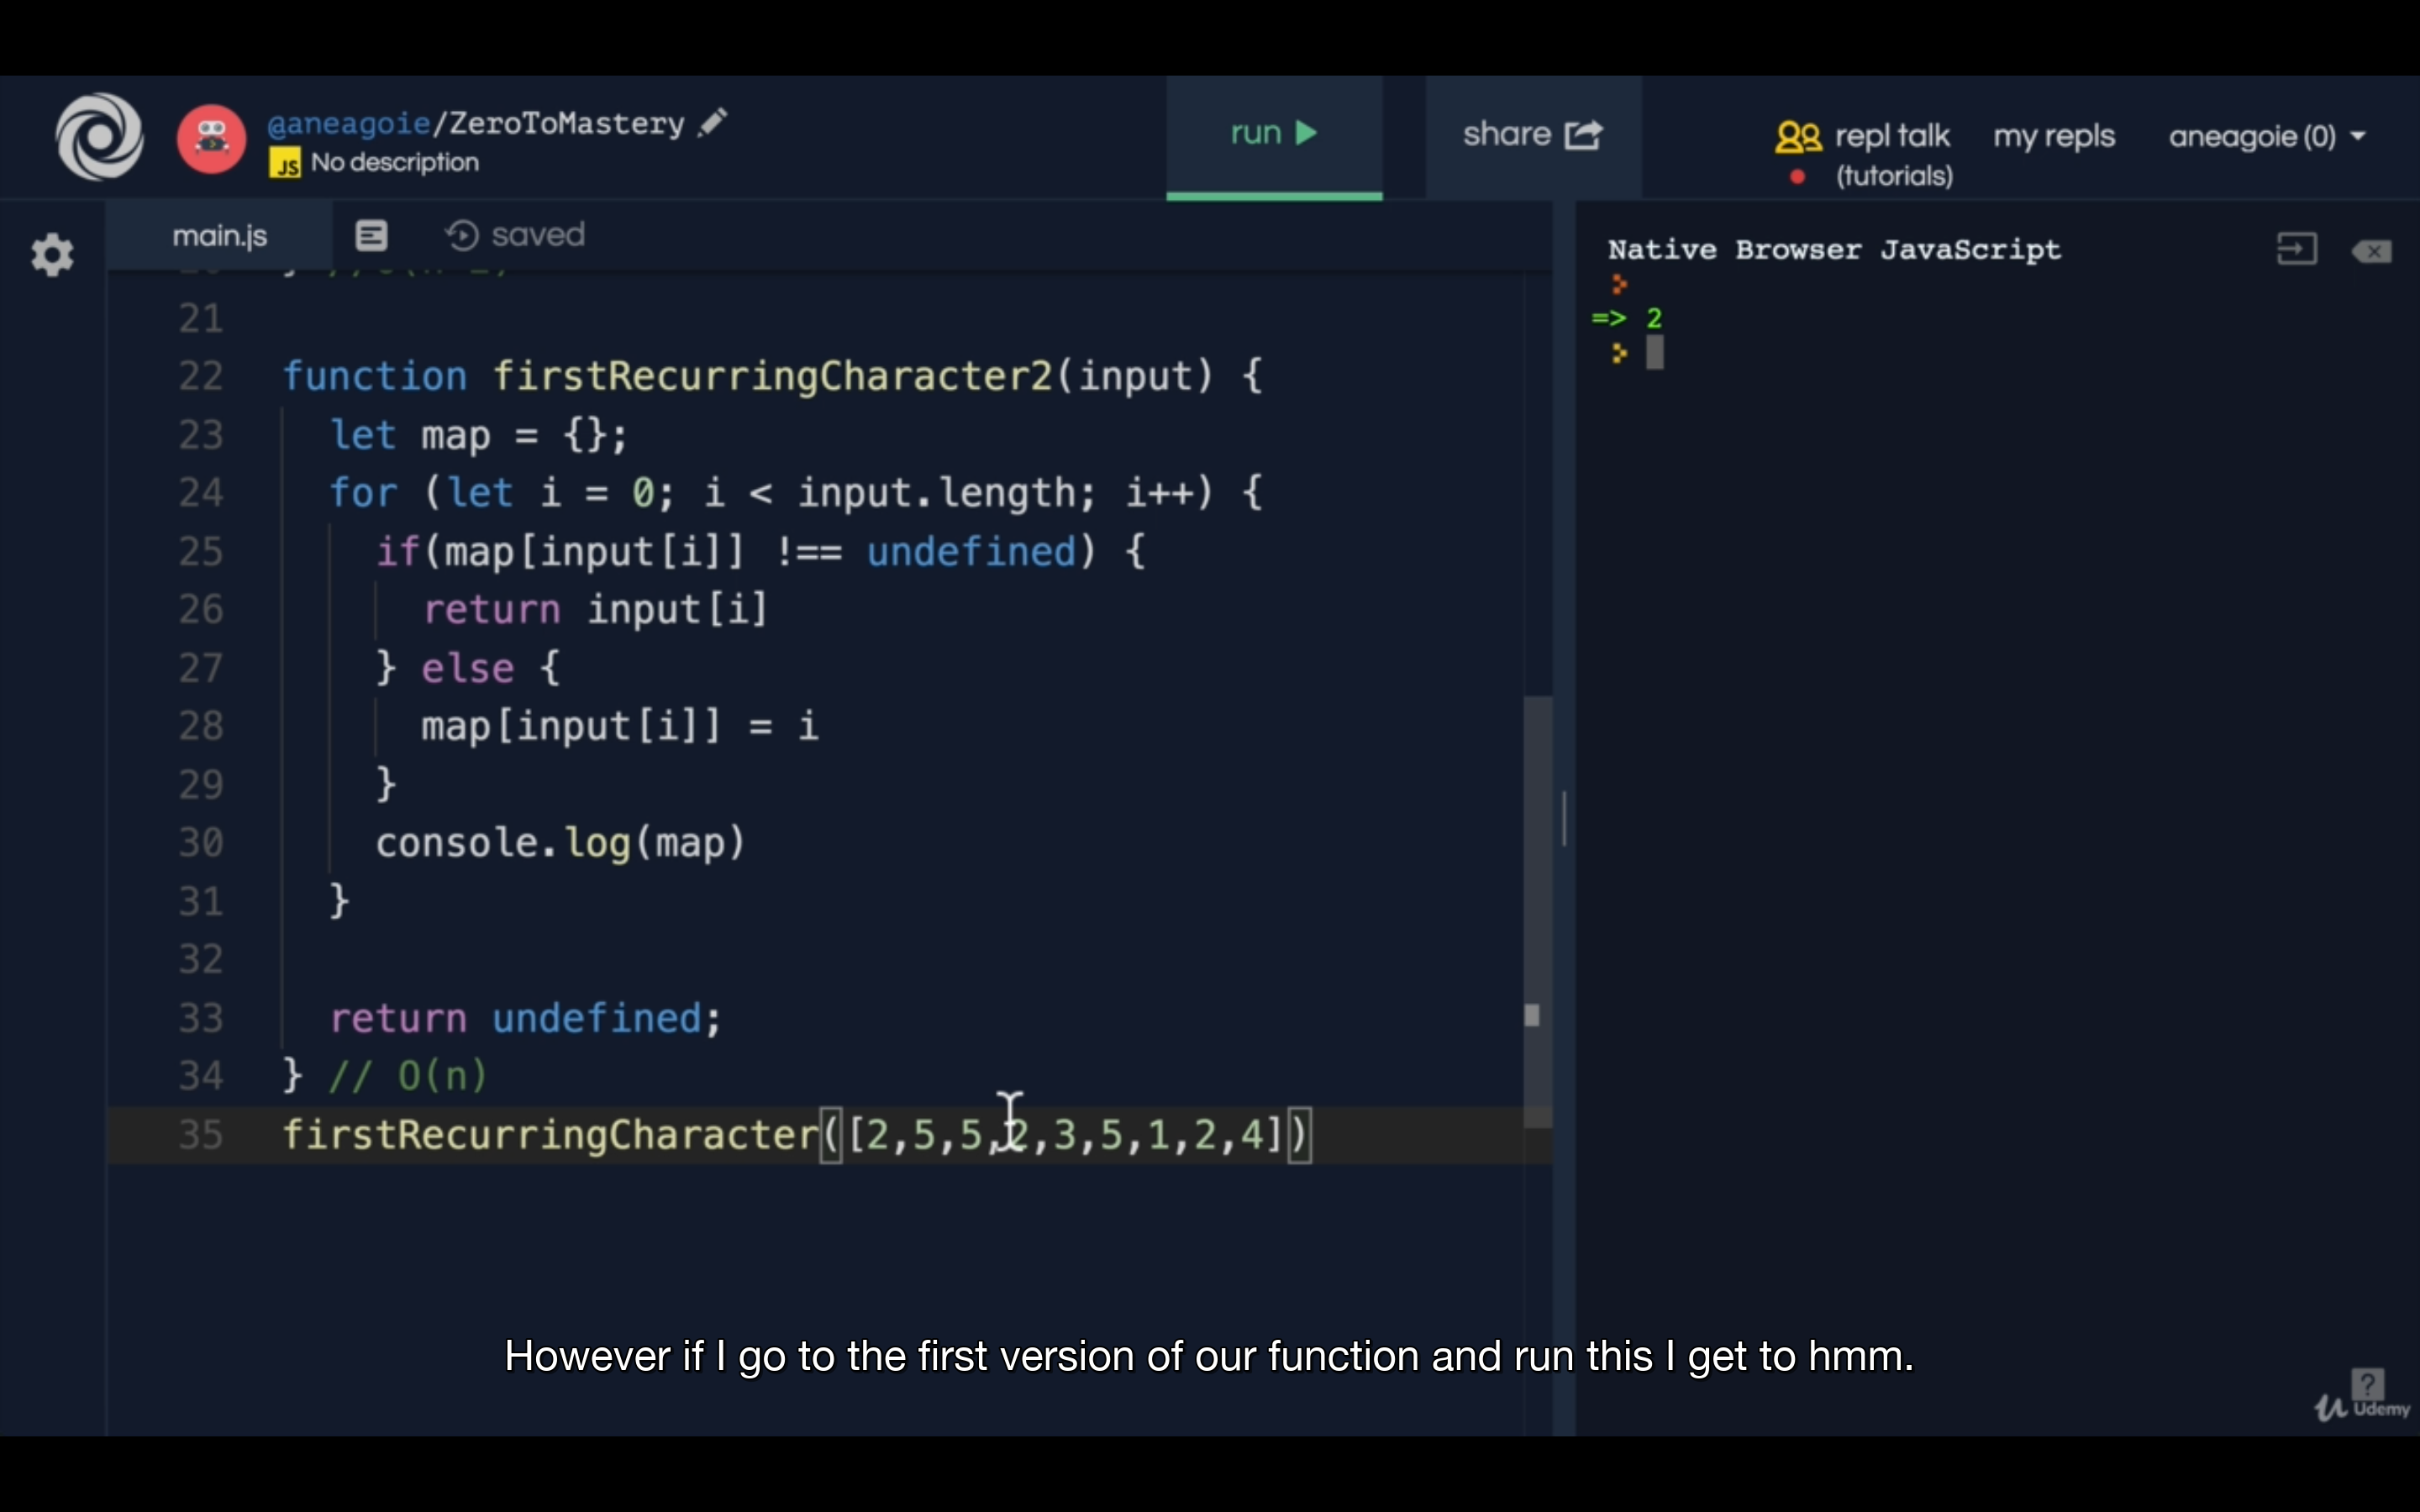 @aneagoie/ZeroToMastery
JS No description
run
share
repl talk
(tutorials)
my repls
aneagoie (0)
main.js
saved
Native Browser JavaScript
=> 2
21
22 function firstRecurringCharacter2(input) {
23 let map = {};
24 for (let i = 0; i < input.length; i++) {
25 if(map[input[i]] !== undefined) {
26 return input[i]
27 } else {
28 map[input[i]] = i
29 }
30 console.log(map)
31 }
32
33 return undefined;
34 } // O(n)
35 firstRecurringCharacter([2,5,5,2,3,5,1,2,4])
However if I go to the first version of our function and run this I get to hmm.
?
Udemy